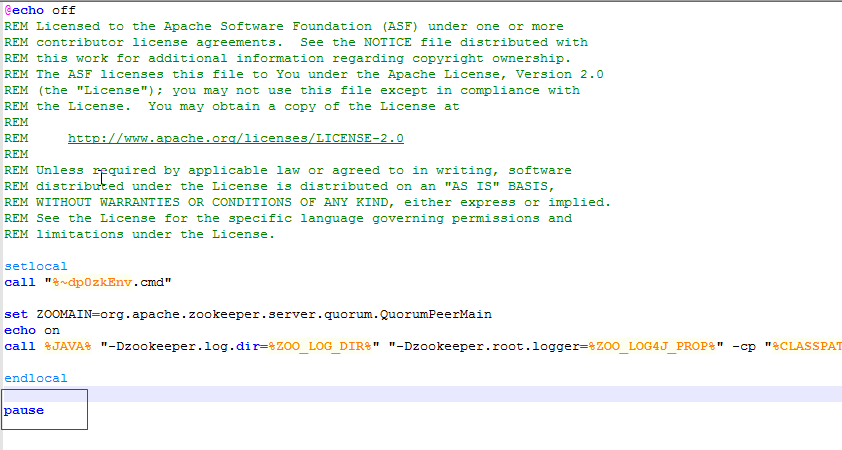 @echo off
REM Licensed to the Apache Software Foundation (ASF) under one or more
REM contributor license agreements.  See the NOTICE file distributed with
REM this work for additional information regarding copyright ownership.
REM The ASF licenses this file to You under the Apache License, Version 2.0
REM (the "License"); you may not use this file except in compliance with
REM the License.  You may obtain a copy of the License at
REM
REM     http://www.apache.org/licenses/LICENSE-2.0
REM
REM Unless required by applicable law or agreed to in writing, software
REM distributed under the License is distributed on an "AS IS" BASIS,
REM WITHOUT WARRANTIES OR CONDITIONS OF ANY KIND, either express or implied.
REM See the License for the specific language governing permissions and
REM limitations under the License.
setlocal
call "%~dp0zkEnv.cmd"
set ZOOMAIN=org.apache.zookeeper.server.quorum.QuorumPeerMain
echo on
call %JAVA% "-Dzookeeper.log.dir=%ZOO_LOG_DIR%" "-Dzookeeper.root.logger=%ZOO_LOG4J_PROP%" -cp "%CLASSPAT
endlocal
pause